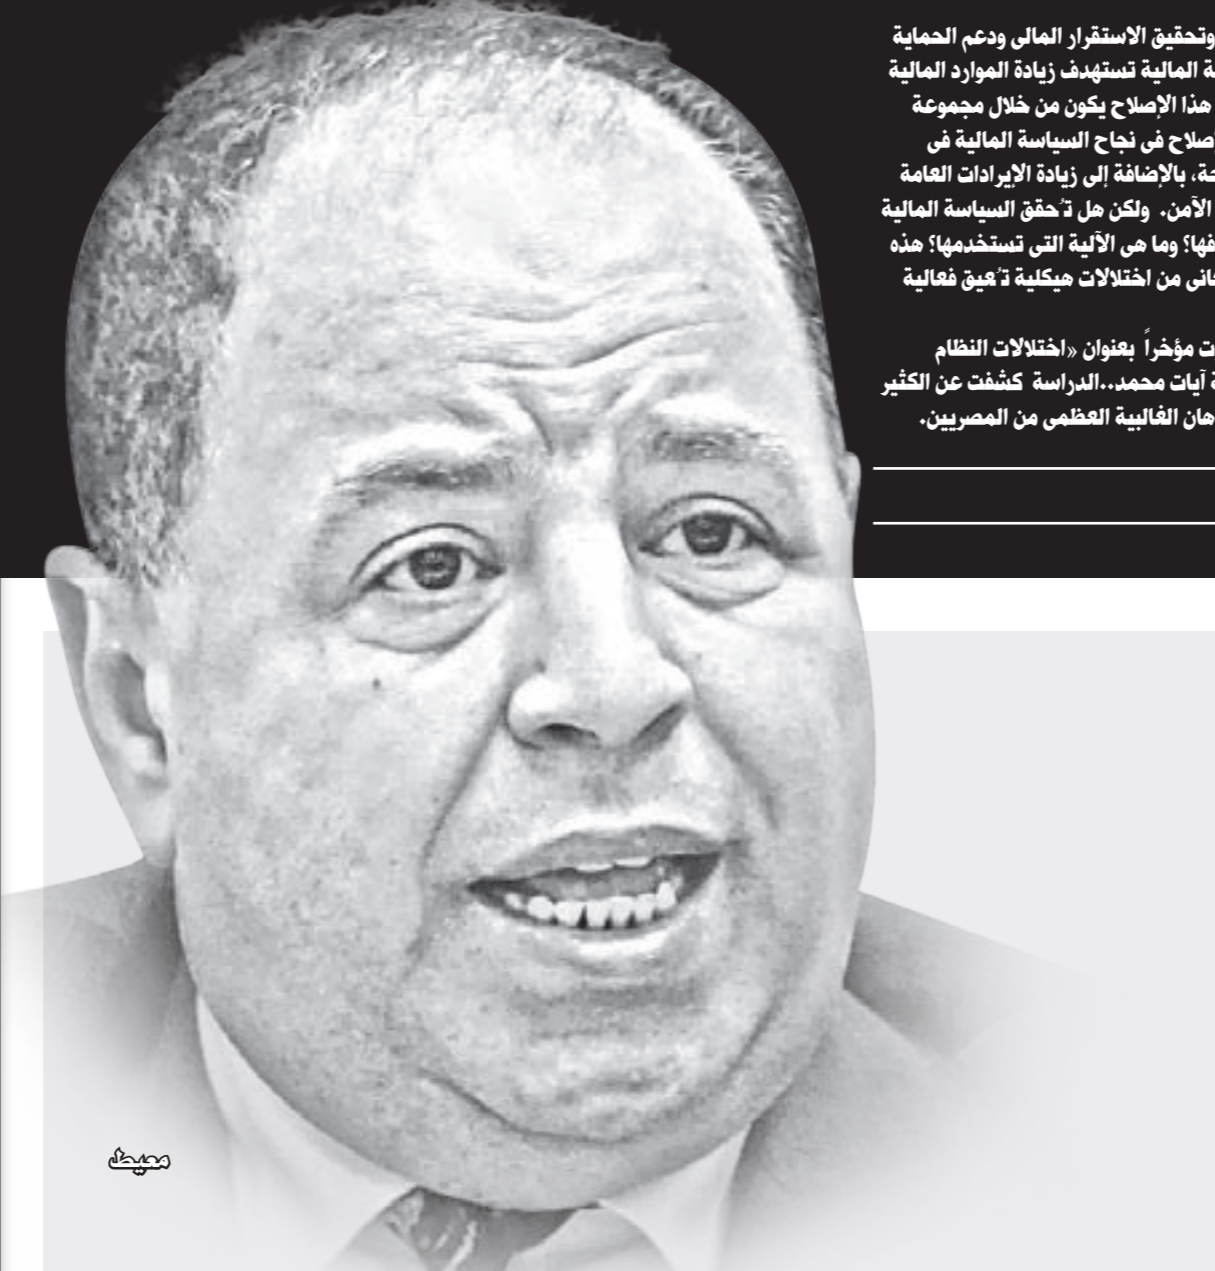 وتحقيق الاستقرار المالى ودعم الحماية
ة المالية تستهدف زيادة الموارد المالية
هذا الإصلاح يكون من خلال مجموعة
صلاح فى نجاح السياسة المالية فى
حة، بالإضافة إلى زيادة الإيرادات العامة
الآمن. ولكن هل تُحقق السياسة المالية
فها؟ وما هى الآلية التى تستخدمها؟ هذه
عانى من اختلالات هيكلية تُعيق فعالية
ت مؤخراً بعنوان «اختلالات النظام
ة آيات محمد..الدراسة كشفت عن الكثير
هان الغالبية العظمى من المصريين.
معيط